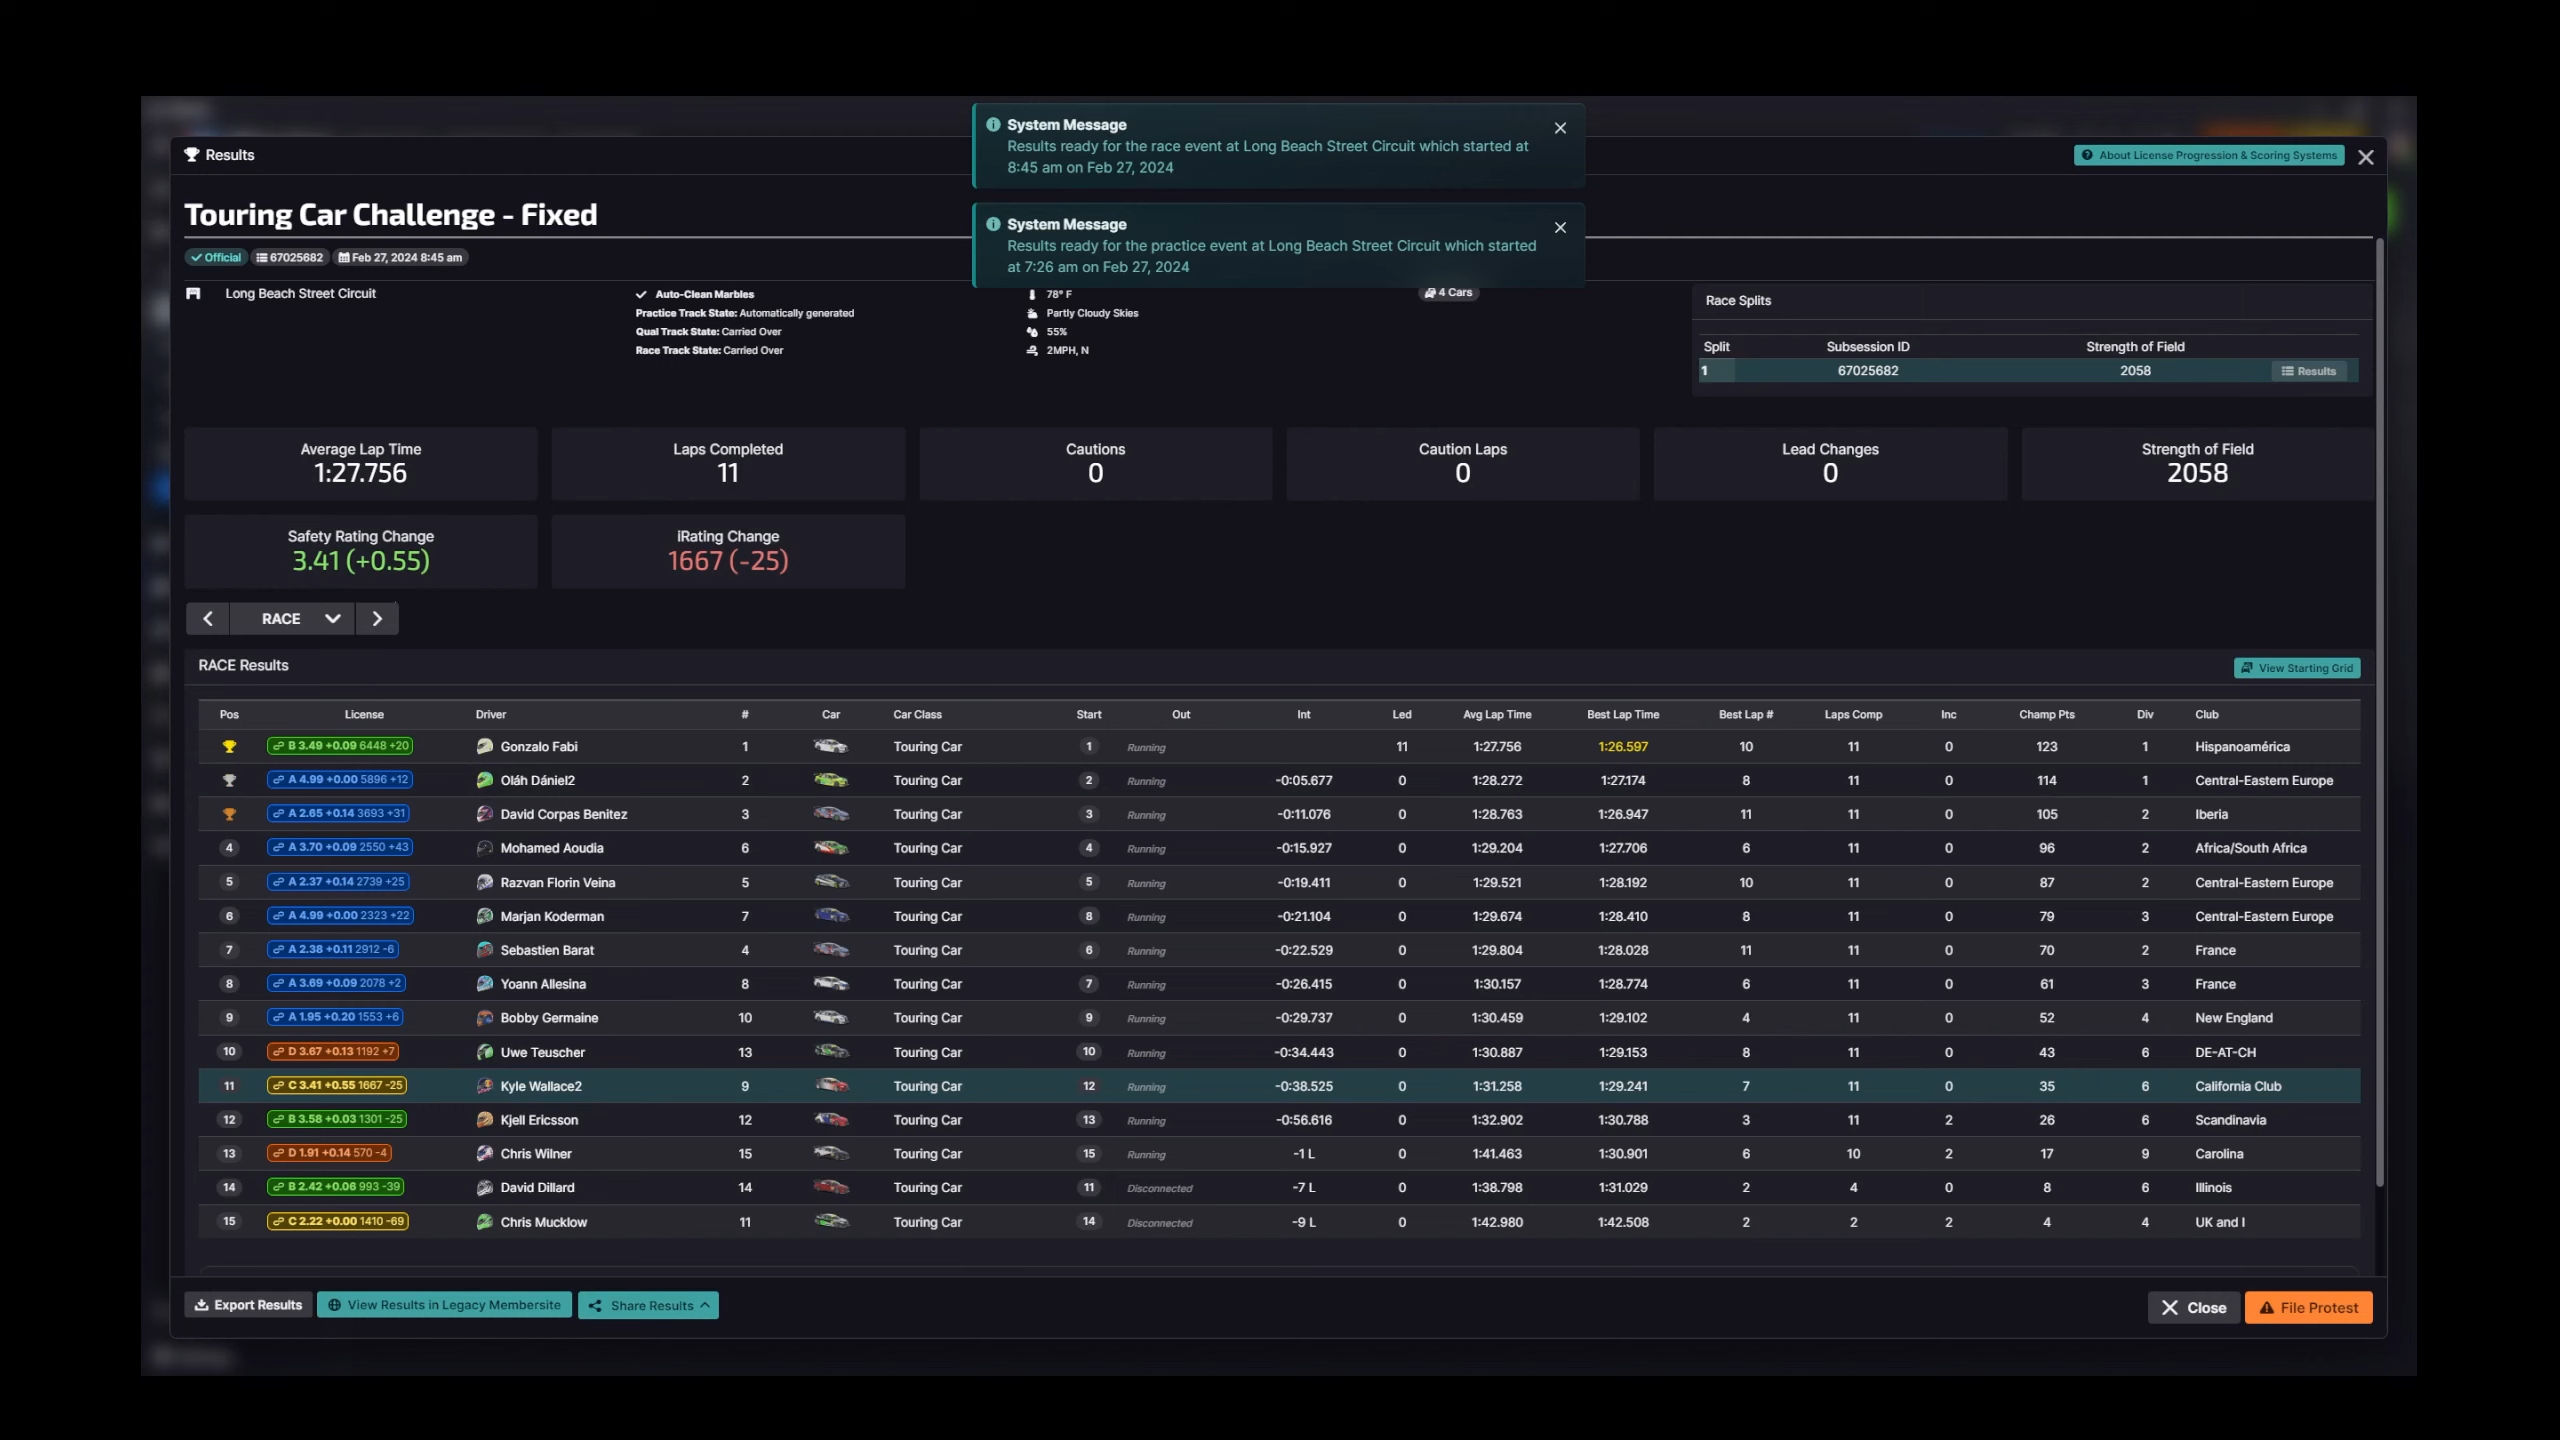 System Message
Results ready for the race event at Long Beach Street Circuit which started at
8:45 am on Feb 27, 2024
Results
About License Progression & Scoring Systems
Touring Car Challenge - Fixed
System Message
Results ready for the practice event at Long Beach Street Circuit which started
at 7:26 am on Feb 27, 2024
Official 67025682 Feb 27, 2024 8:45 am
Long Beach Street Circuit
Auto-Clean Marbles
Practice Track State: Automatically generated
Qual Track State: Carried Over
Race Track State: Carried Over
78° F
Partly Cloudy Skies
55%
2MPH, N
4 Cars
Race Splits
Split Subsession ID Strength of Field
1 67025682 2058 Results
Average Lap Time
1:27.756
Laps Completed
11
Cautions
0
Caution Laps
0
Lead Changes
0
Strength of Field
2058
Safety Rating Change
3.41 (+0.55)
iRating Change
1667 (-25)
RACE
RACE Results
View Starting Grid
Pos License Driver # Car Car Class Start Out Int Led Avg Lap Time Best Lap Time Best Lap # Laps Comp Inc Champ Pts Div Club
B 3.49 +0.09 6448 +20 Gonzalo Fabi 1 Touring Car 1 Running 11 1:27.756 1:26.597 10 11 0 123 1 Hispanoamérica
A 4.99 +0.00 5896 +12 Oláh Dániel2 2 Touring Car 2 Running -0:05.677 0 1:28.272 1:27.174 8 11 0 114 1 Central-Eastern Europe
A 2.65 +0.14 3693 +31 David Corpas Benitez 3 Touring Car 3 Running -0:11.076 0 1:28.763 1:26.947 11 11 0 105 2 Iberia
4 A 3.70 +0.09 2550 +43 Mohamed Aoudia 6 Touring Car 4 Running -0:15.927 0 1:29.204 1:27.706 6 11 0 96 2 Africa/South Africa
5 A 2.37 +0.14 2739 +25 Razvan Florin Veina 5 Touring Car 5 Running -0:19.411 0 1:29.521 1:28.192 10 11 0 87 2 Central-Eastern Europe
6 A 4.99 +0.00 2323 +22 Marjan Koderman 7 Touring Car 8 Running -0:21.104 0 1:29.674 1:28.410 8 11 0 79 3 Central-Eastern Europe
7 A 2.38 +0.11 2912 -6 Sebastien Barat 4 Touring Car 6 Running -0:22.529 0 1:29.804 1:28.028 11 11 0 70 2 France
8 A 3.69 +0.09 2078 +2 Yoann Allesina 8 Touring Car 7 Running -0:26.415 0 1:30.157 1:28.774 6 11 0 61 3 France
9 A 1.95 +0.20 1553 +6 Bobby Germaine 10 Touring Car 9 Running -0:29.737 0 1:30.459 1:29.102 4 11 0 52 4 New England
10 D 3.67 +0.13 1192 +7 Uwe Teuscher 13 Touring Car 10 Running -0:34.443 0 1:30.887 1:29.153 8 11 0 43 6 DE-AT-CH
11 C 3.41 +0.55 1667 -25 Kyle Wallace2 9 Touring Car 12 Running -0:38.525 0 1:31.258 1:29.241 7 11 0 35 6 California Club
12 B 3.58 +0.03 1301 -25 Kjell Ericsson 12 Touring Car 13 Running -0:56.616 0 1:32.902 1:30.788 3 11 2 26 6 Scandinavia
13 D 1.91 +0.14 570 -4 Chris Wilner 15 Touring Car 15 Running -1 L 0 1:41.463 1:30.901 6 10 2 17 9 Carolina
14 B 2.42 +0.06 993 -39 David Dillard 14 Touring Car 11 Disconnected -7 L 0 1:38.798 1:31.029 2 4 0 8 6 Illinois
15 C 2.22 +0.00 1410 -69 Chris Mucklow 11 Touring Car 14 Disconnected -9 L 0 1:42.980 1:42.508 2 2 2 4 4 UK and I
Export Results View Results in Legacy Membersite Share Results Close File Protest